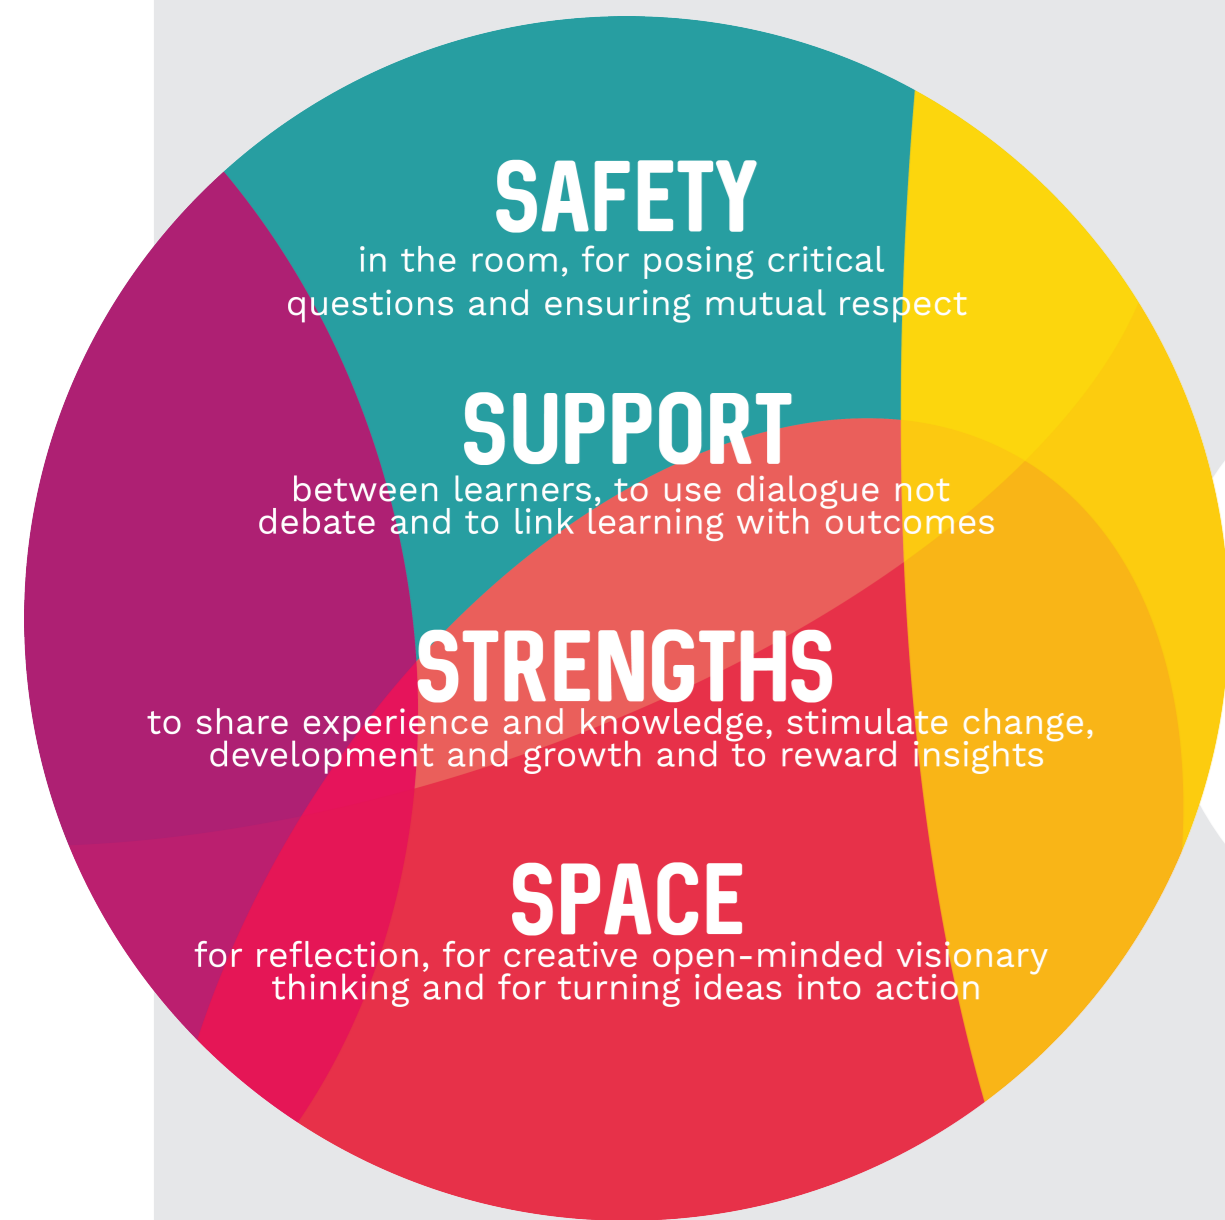 SAFETY
in the room, for posing critical
questions and ensuring mutual respect
SUPPORT
between learners, to use dialogue not
debate and to link learning with outcomes
STRENGTHS
to share experience and knowledge, stimulate change,
development and growth and to reward insights
SPACE
for reflection, for creative open-minded visionary
thinking and for turning ideas into action